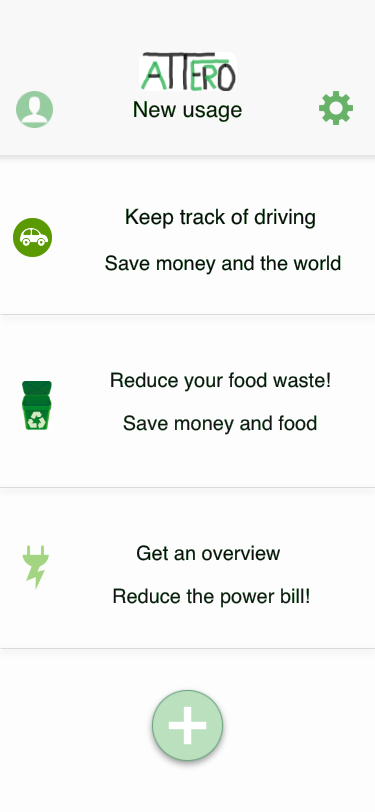 ATTERO
New usage
Keep track of driving
Save money and the world
Reduce your food waste!
Save money and food
Get an overview
Reduce the power bill!